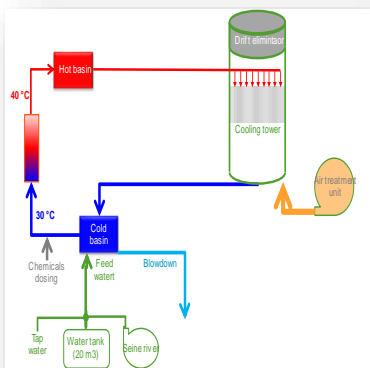 Drift elimintaor
Hot basin
40 °C
Cooling tower
Air treatment
unit
30 °C
Cold
basin
Chemicals
dosing
Feed
watert
Blowdown
Tap
water
Water tank
(20 m3)
Seine river